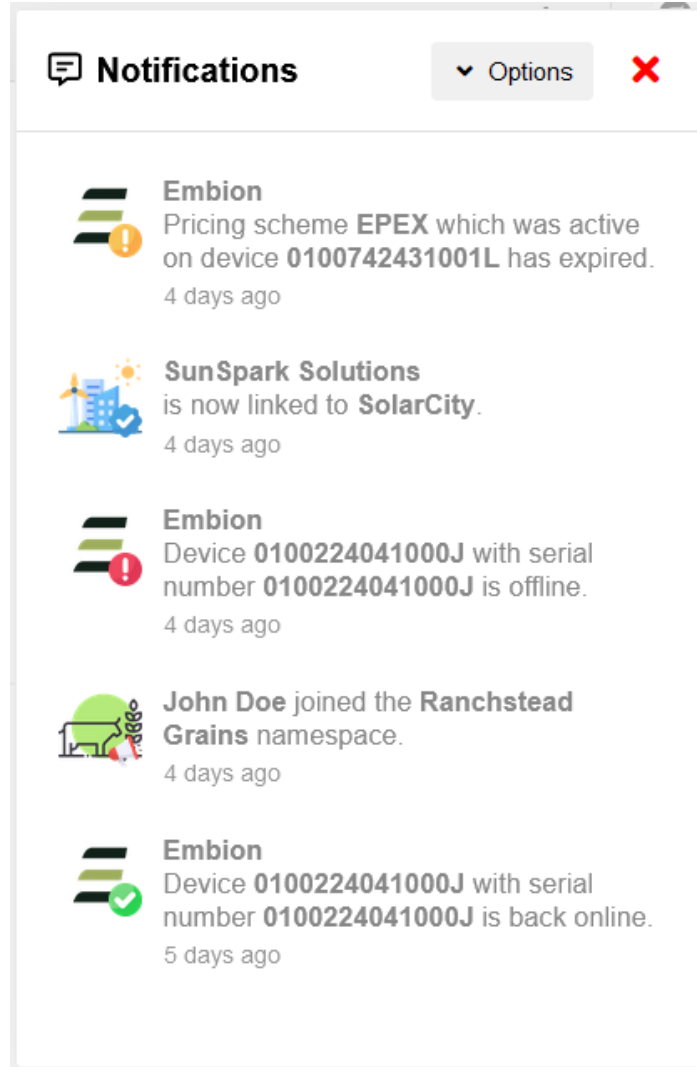 Notifications
Options
Embion
Pricing scheme EPEX which was active
on device 0100742431001L has expired.
4 days ago
SunSpark Solutions
is now linked to SolarCity.
4 days ago
Embion
Device 0100224041000J with serial
number 0100224041000J is offline.
4 days ago
John Doe joined the Ranchstead
Grains namespace.
4 days ago
Embion
Device 0100224041000J with serial
number 0100224041000J is back online.
5 days ago